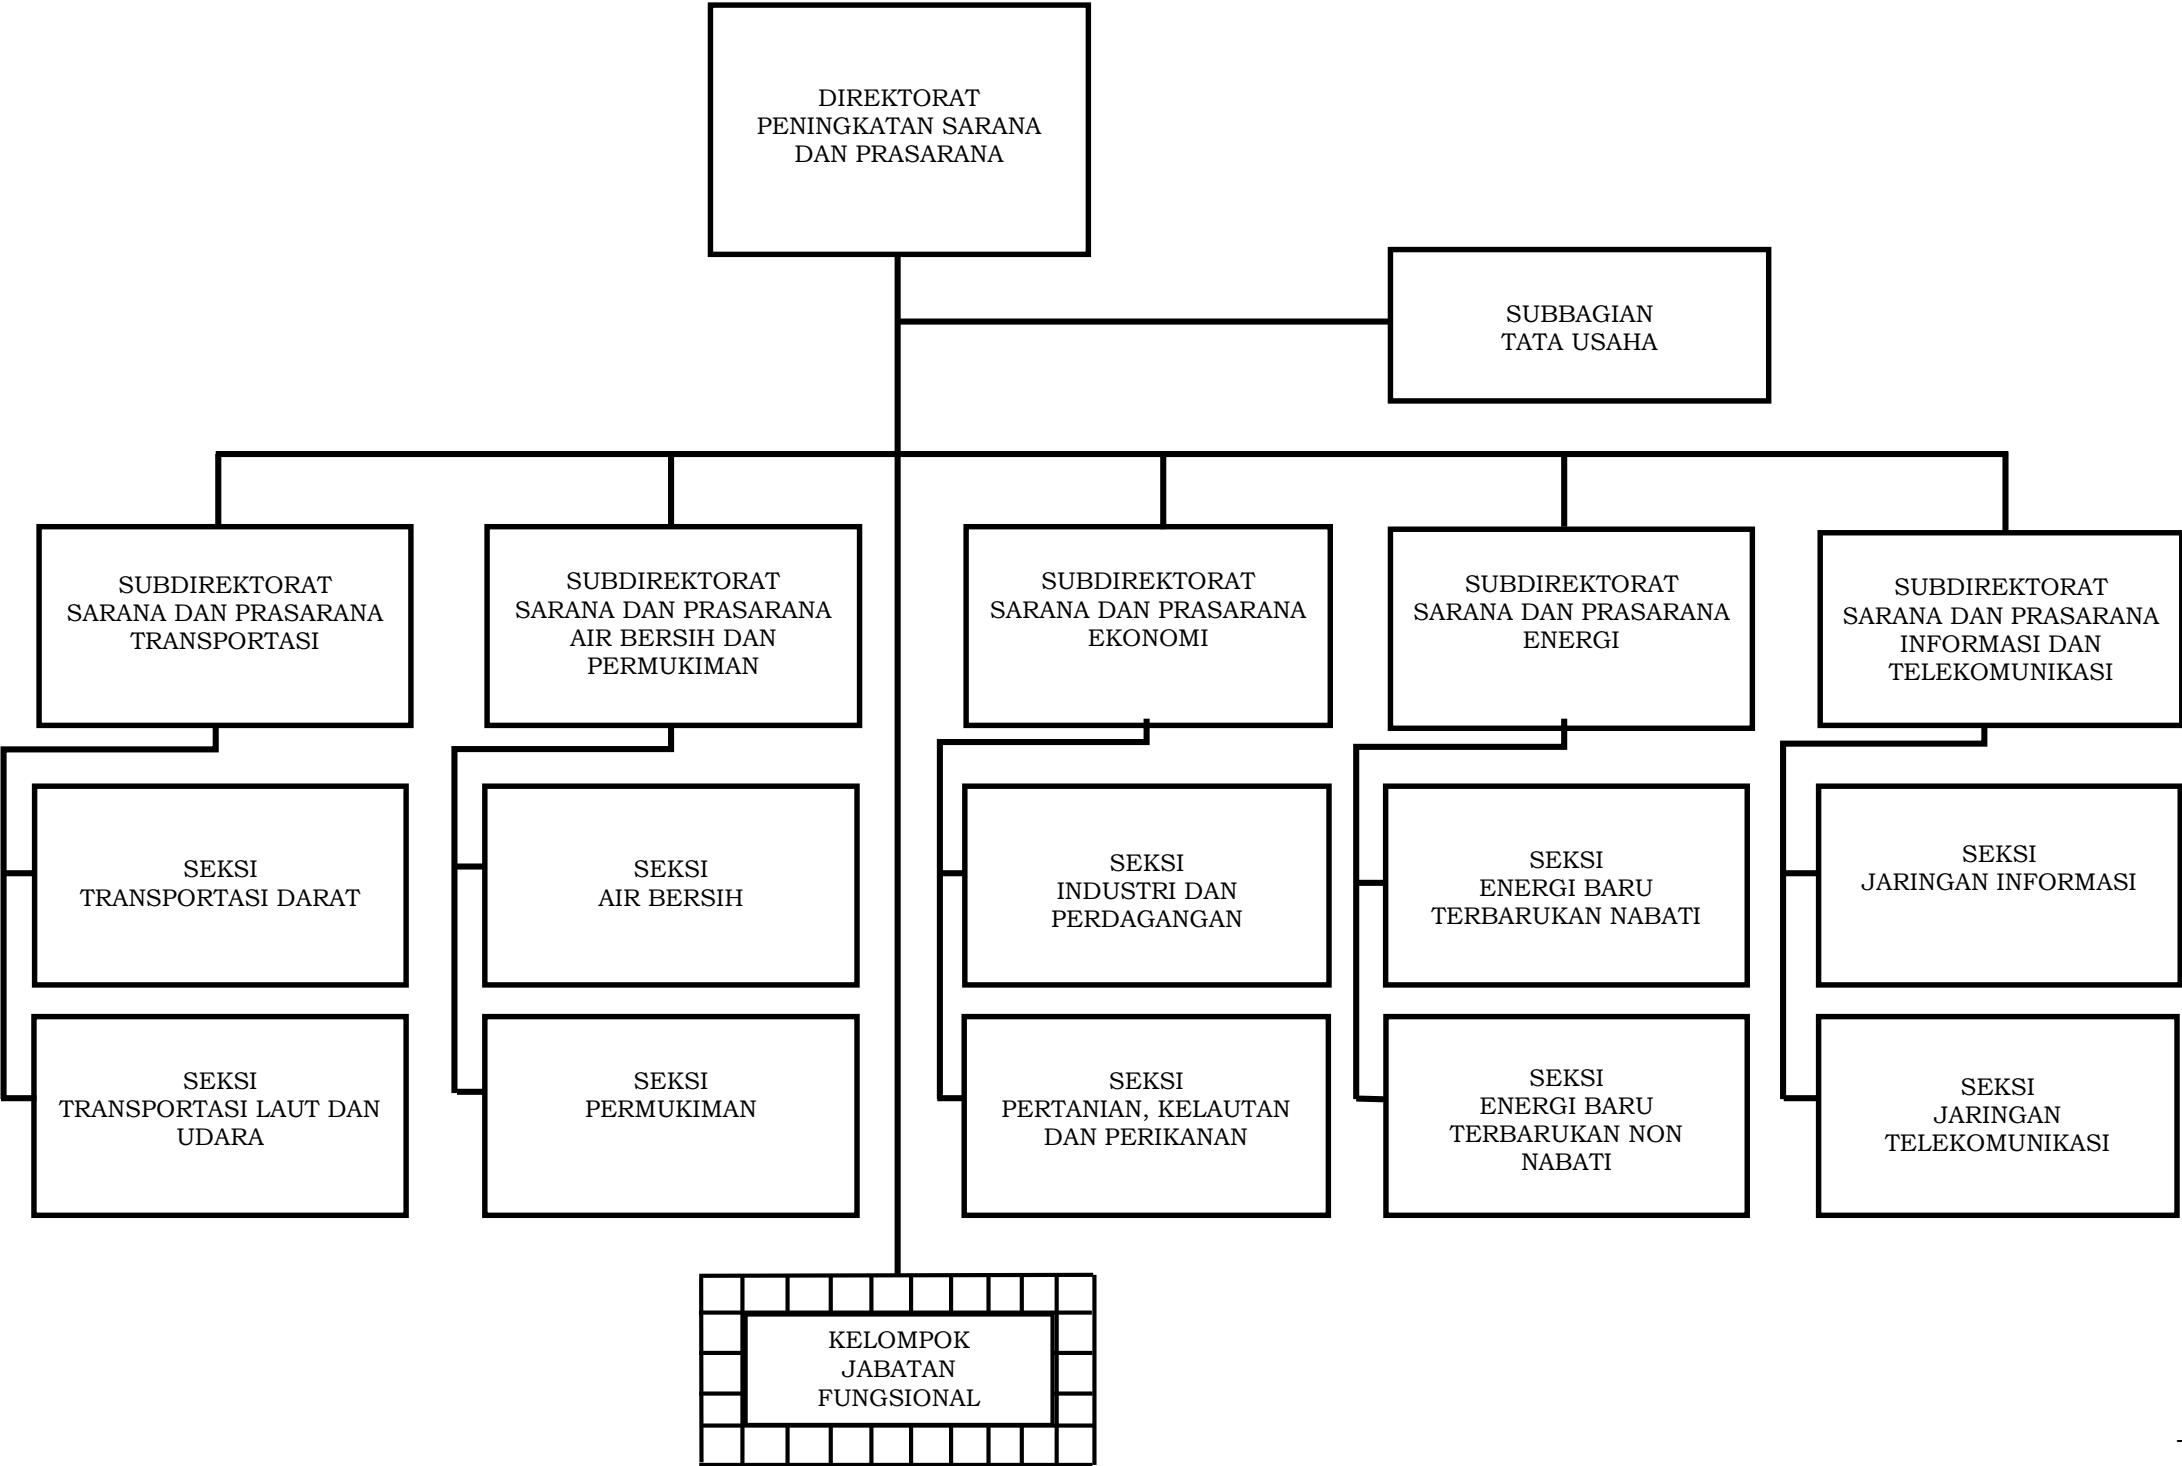 DIREKTORAT
PENINGKATAN SARANA
DAN PRASARANA
SUBBAGIAN
TATA USAHA
SUBDIREKTORAT
SARANA DAN PRASARANA
TRANSPORTASI
SUBDIREKTORAT
SARANA DAN PRASARANA
AIR BERSIH DAN
PERMUKIMAN
SUBDIREKTORAT
SARANA DAN PRASARANA
EKONOMI
SUBDIREKTORAT
SARANA DAN PRASARANA
ENERGI
SUBDIREKTORAT
SARANA DAN PRASARANA
INFORMASI DAN
TELEKOMUNIKASI
SEKSI
TRANSPORTASI DARAT
SEKSI
AIR BERSIH
SEKSI
INDUSTRI DAN
PERDAGANGAN
SEKSI
ENERGI BARU
TERBARUKAN NABATI
SEKSI
JARINGAN INFORMASI
SEKSI
TRANSPORTASI LAUT DAN
UDARA
SEKSI
PERMUKIMAN
SEKSI
PERTANIAN, KELAUTAN
DAN PERIKANAN
SEKSI
ENERGI BARU
TERBARUKAN NON
NABATI
SEKSI
JARINGAN
TELEKOMUNIKASI
KELOMPOK
JABATAN
FUNGSIONAL